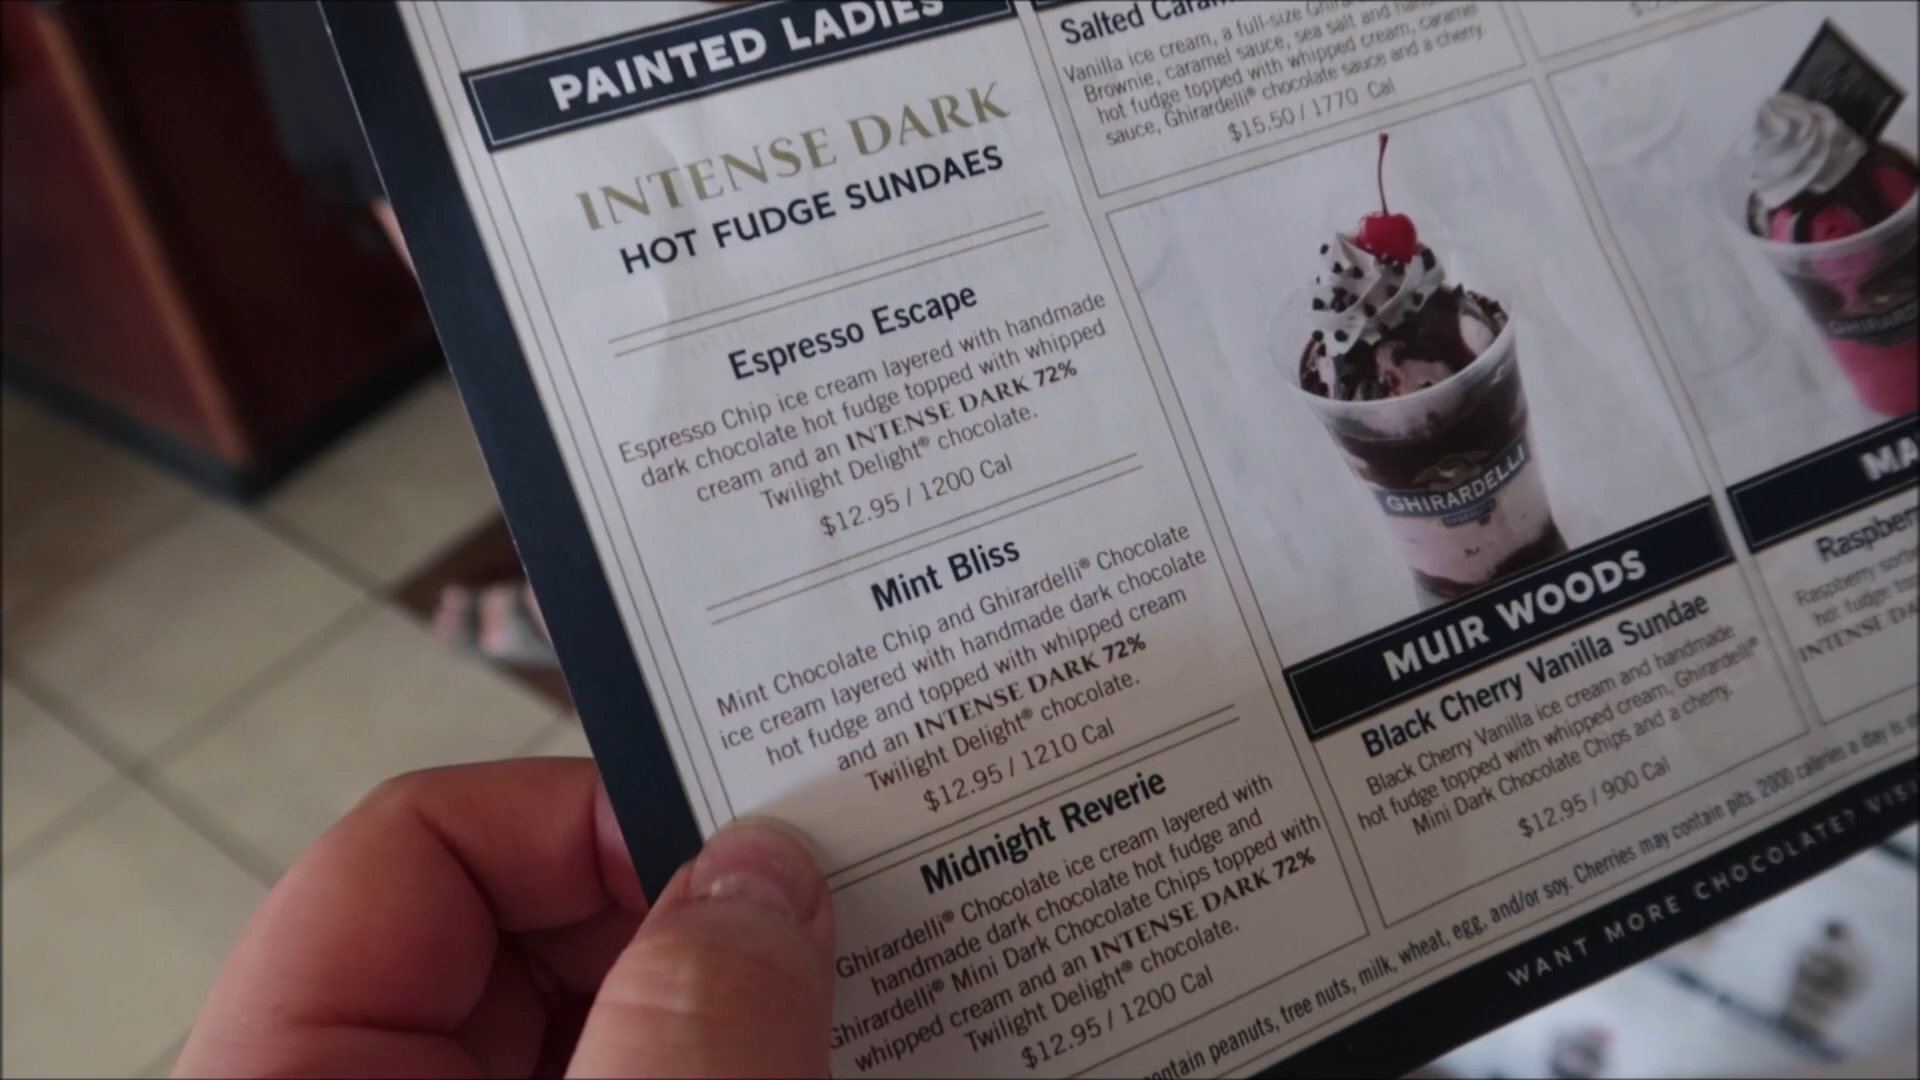 PAINTED LADIES
INTENSE DARK
HOT FUDGE SUNDAES
Espresso Escape
Espresso Chip ice cream layered with handmade
dark chocolate hot fudge topped with whipped
cream and an INTENSE DARK 72%
Twilight Delight® chocolate.
$12.95 / 1200 Cal
Mint Bliss
Mint Chocolate Chip and Ghirardelli® Chocolate
ice cream layered with handmade dark chocolate
hot fudge and topped with whipped cream
and an INTENSE DARK 72%
Twilight Delight® chocolate.
$12.95 / 1210 Cal
Midnight Reverie
Ghirardelli® Chocolate ice cream layered with
handmade dark chocolate hot fudge and
Ghirardelli® Mini Dark Chocolate Chips topped with
whipped cream and an INTENSE DARK 72%
Twilight Delight® chocolate.
$12.95 / 1200 Cal
Salted
Vanilla ice cream, a full-size
Brownie, caramel sauce, sea salt and
hot fudge topped with whipped cream, caramel
sauce, Ghirardelli® chocolate sauce and a cherry.
$15.50 / 1770 Cal
GHIRARDELLI
MUIR WOODS
Black Cherry Vanilla Sundae
Black Cherry Vanilla ice cream and handmade
hot fudge topped with whipped cream, Ghirardelli®
Mini Dark Chocolate Chips and a cherry.
$12.95 / 900 Cal
MA
Raspber
Raspberry
hot fudge
INTENSE
contain peanuts, tree nuts, milk, wheat, egg, and/or soy. Cherries may contain pits. 2000 calories a day is
WANT MORE CHOCOLATE? VIS